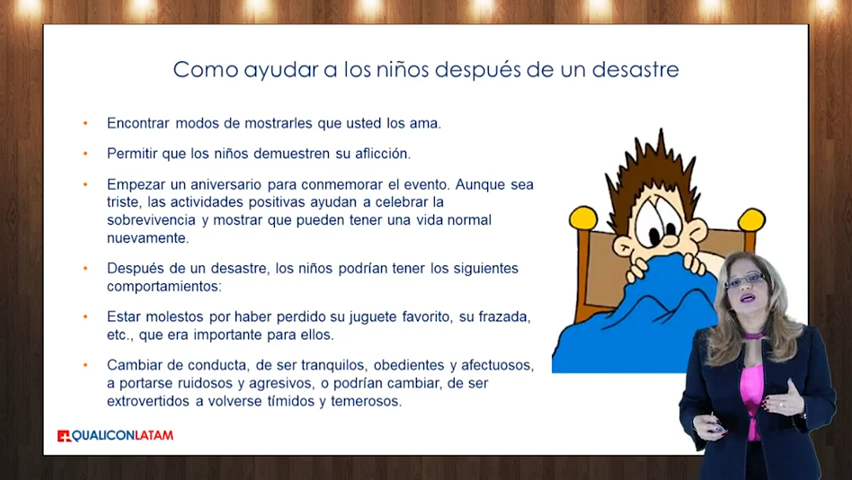 Como ayudar a los niños después de un desastre
• Encontrar modos de mostrarles que usted los ama.
• Permitir que los niños demuestren su aflicción.
• Empezar un aniversario para conmemorar el evento. Aunque sea
triste, las actividades positivas ayudan a celebrar la
sobrevivencia y mostrar que pueden tener una vida normal
nuevamente.
• Después de un desastre, los niños podrían tener los siguientes
comportamientos:
• Estar molestos por haber perdido su juguete favorito, su frazada,
etc., que era importante para ellos.
• Cambiar de conducta, de ser tranquilos, obedientes y afectuosos,
a portarse ruidosos y agresivos, o podrían cambiar, de ser
extrovertidos a volverse tímidos y temerosos.
QUALICONLATAM